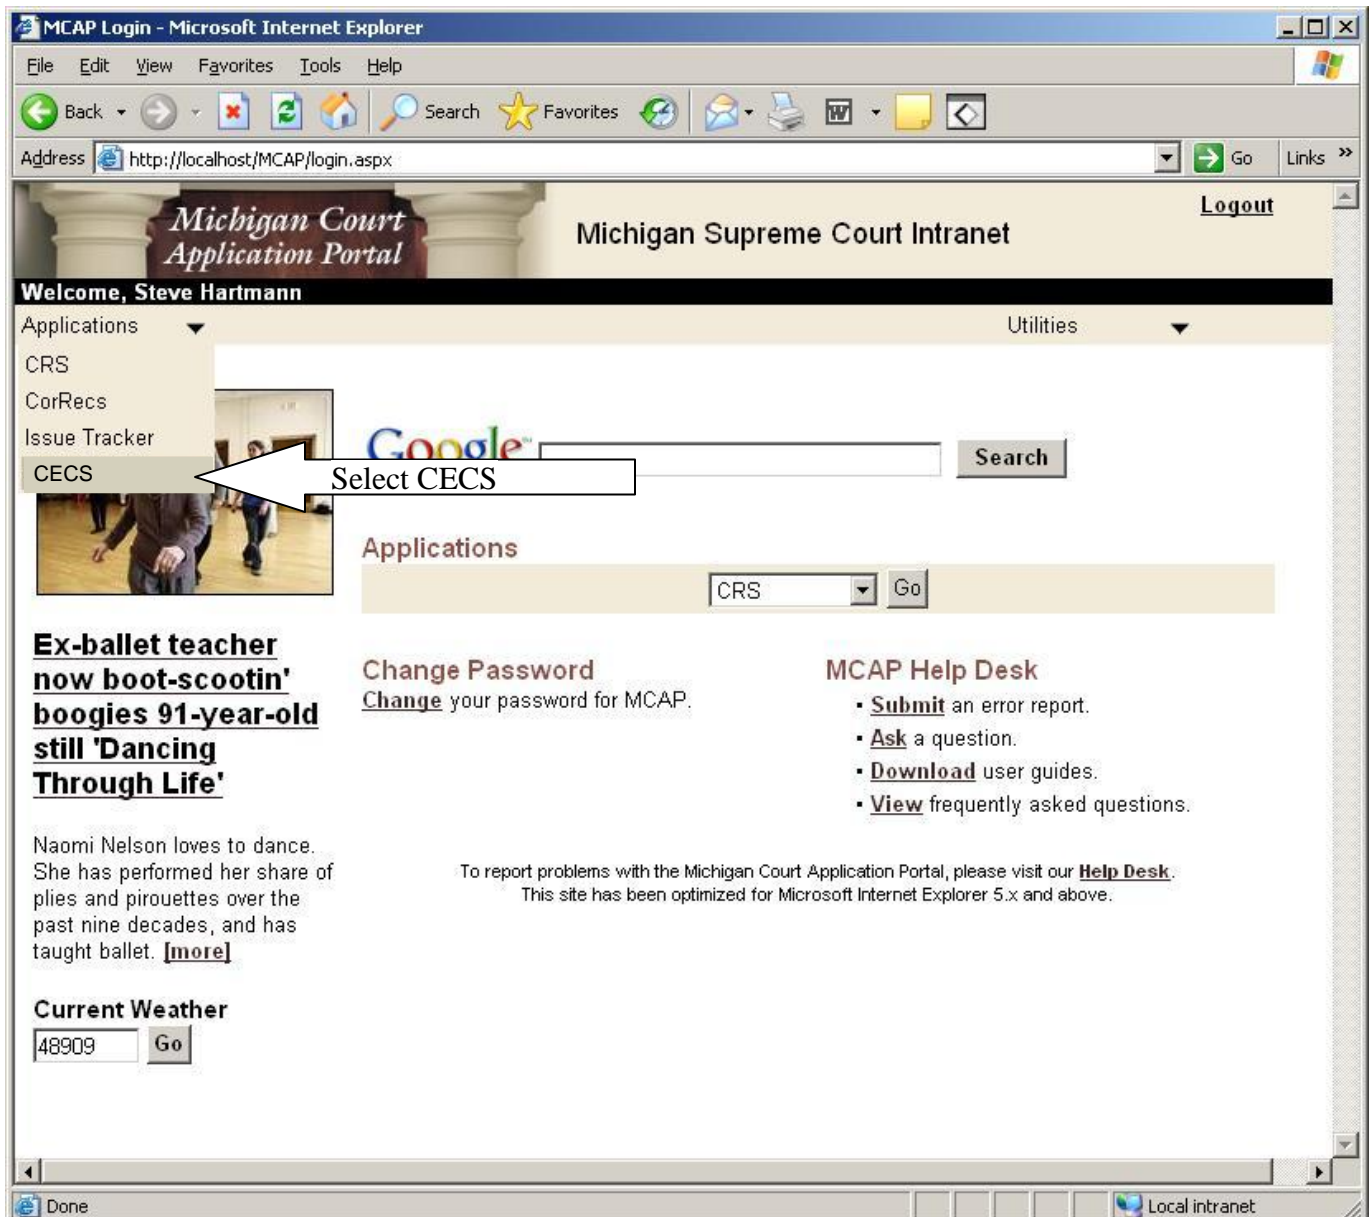 MCAP Login - Microsoft Internet Explorer
File Edit View Favorites Tools Help
Back Search Favorites
Address http://localhost/MCAP/login.aspx Go Links »
Michigan Court
Application Portal
Michigan Supreme Court Intranet
Logout
Welcome, Steve Hartmann
Applications Utilities
CRS
CorRecs
Issue Tracker
CECS
Select CECS
Google™ Search
Applications
CRS Go
Ex-ballet teacher
now boot-scootin'
boogies 91-year-old
still 'Dancing
Through Life'
Naomi Nelson loves to dance.
She has performed her share of
plies and pirouettes over the
past nine decades, and has
taught ballet. [more]
Current Weather
48909 Go
Change Password
Change your password for MCAP.
MCAP Help Desk
▪ Submit an error report.
▪ Ask a question.
▪ Download user guides.
▪ View frequently asked questions.
To report problems with the Michigan Court Application Portal, please visit our Help Desk.
This site has been optimized for Microsoft Internet Explorer 5.x and above.
Done Local intranet